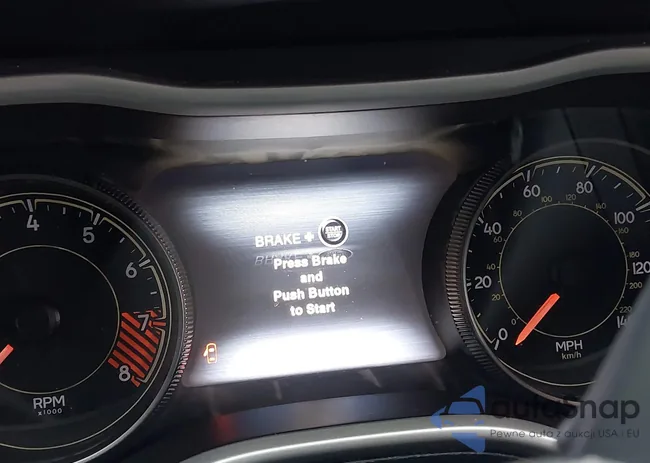 4 5 6 7 8
RPM
x1000
BRAKE + START STOP
Press Brake
and
Push Button
to Start
0 20 40 60 80 100 120
MPH
km/h
autoSnap
Pewne auta z aukcji USA i EU